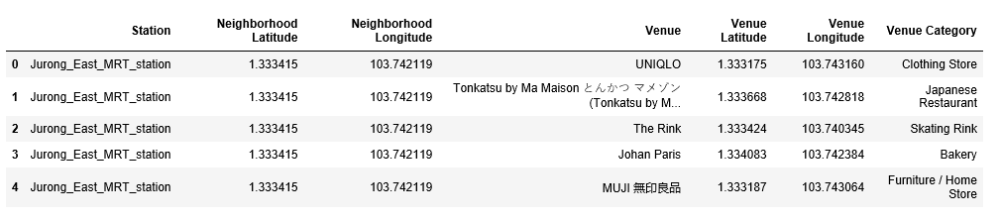 Station Neighborhood Latitude Neighborhood Longitude Venue Venue Latitude Venue Longitude Venue Category
0 Jurong_East_MRT_station 1.333415 103.742119 UNIQLO 1.333175 103.743160 Clothing Store
1 Jurong_East_MRT_station 1.333415 103.742119 Tonkatsu by Ma Maison とんかつ マメゾン (Tonkatsu by M... 1.333668 103.742818 Japanese Restaurant
2 Jurong_East_MRT_station 1.333415 103.742119 The Rink 1.333424 103.740345 Skating Rink
3 Jurong_East_MRT_station 1.333415 103.742119 Johan Paris 1.334083 103.742384 Bakery
4 Jurong_East_MRT_station 1.333415 103.742119 MUJI 無印良品 1.333187 103.743064 Furniture / Home Store